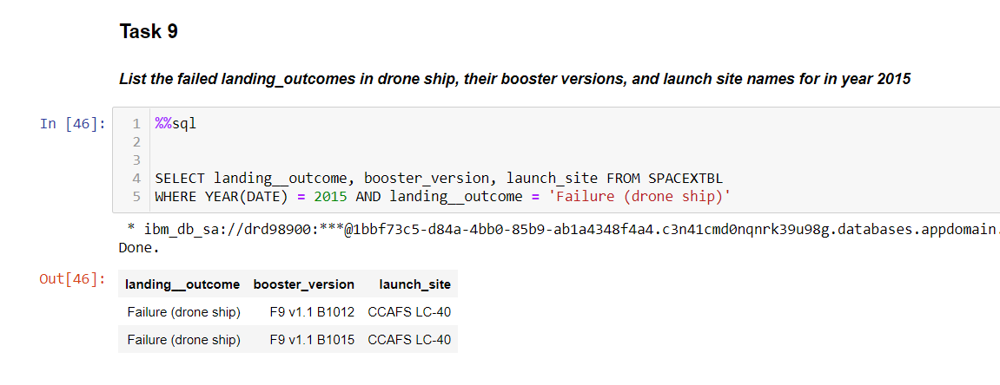 Task 9
List the failed landing_outcomes in drone ship, their booster versions, and launch site names for in year 2015
In [46]:
1 %%sql
2
3
4 SELECT landing__outcome, booster_version, launch_site FROM SPACEXTBL
5 WHERE YEAR(DATE) = 2015 AND landing__outcome = 'Failure (drone ship)'
* ibm_db_sa://drd98900:***@1bbf73c5-d84a-4bb0-85b9-ab1a4348f4a4.c3n41cmd0nqnrk39u98g.databases.appdomain.
Done.
Out[46]:
landing__outcome booster_version launch_site
Failure (drone ship) F9 v1.1 B1012 CCAFS LC-40
Failure (drone ship) F9 v1.1 B1015 CCAFS LC-40